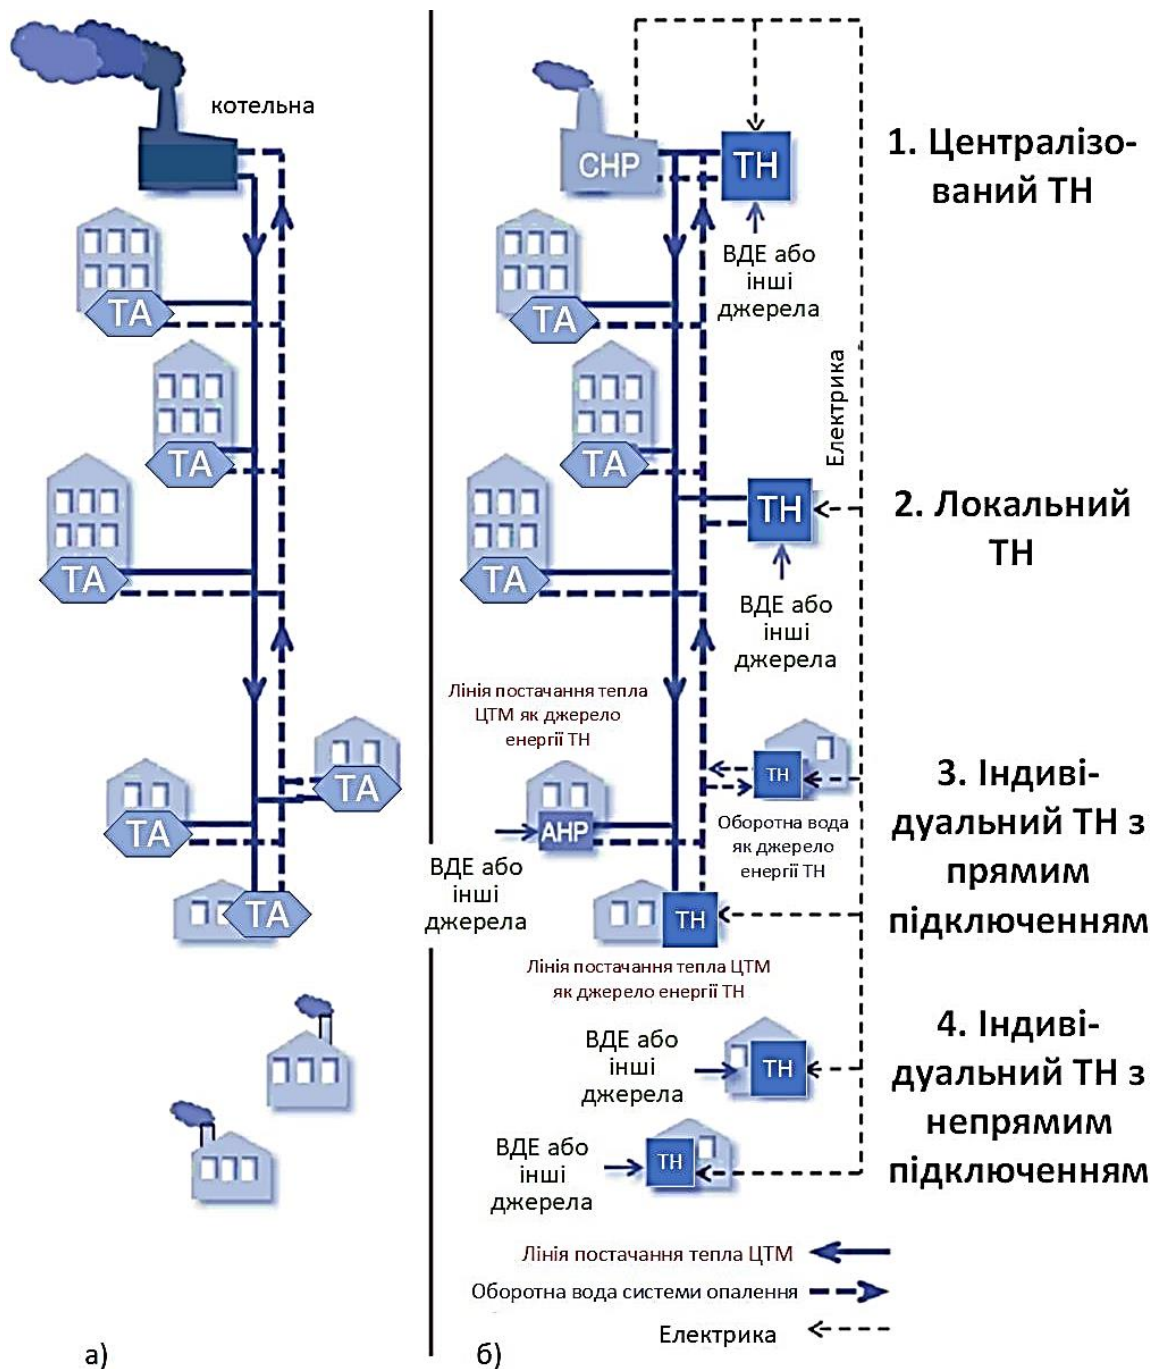 котельна
ТА
ТА
ТА
ТА
ТА
ТА
а)
СНР
ТН
1. Централізо-
ваний ТН
ВДЕ або
інші
джерела
ТА
ТА
Електрика
ТН
2. Локальний
ТН
ТА
ВДЕ або
інші
джерела
Лінія постачання тепла
ЦТМ як джерело
енергії ТН
ТН
3. Індиві-
дуальний ТН з
прямим
підключенням
АНР
Оборотна вода
як джерело
енергії ТН
ВДЕ або
інші
джерела
ТН
Лінія постачання тепла ЦТМ
як джерело енергії ТН
4. Індиві-
дуальний ТН з
непрямим
підключенням
ВДЕ або
інші
джерела
ТН
ВДЕ або
інші
джерела
ТН
Лінія постачання тепла ЦТМ
Оборотна вода системи опалення
Електрика
б)